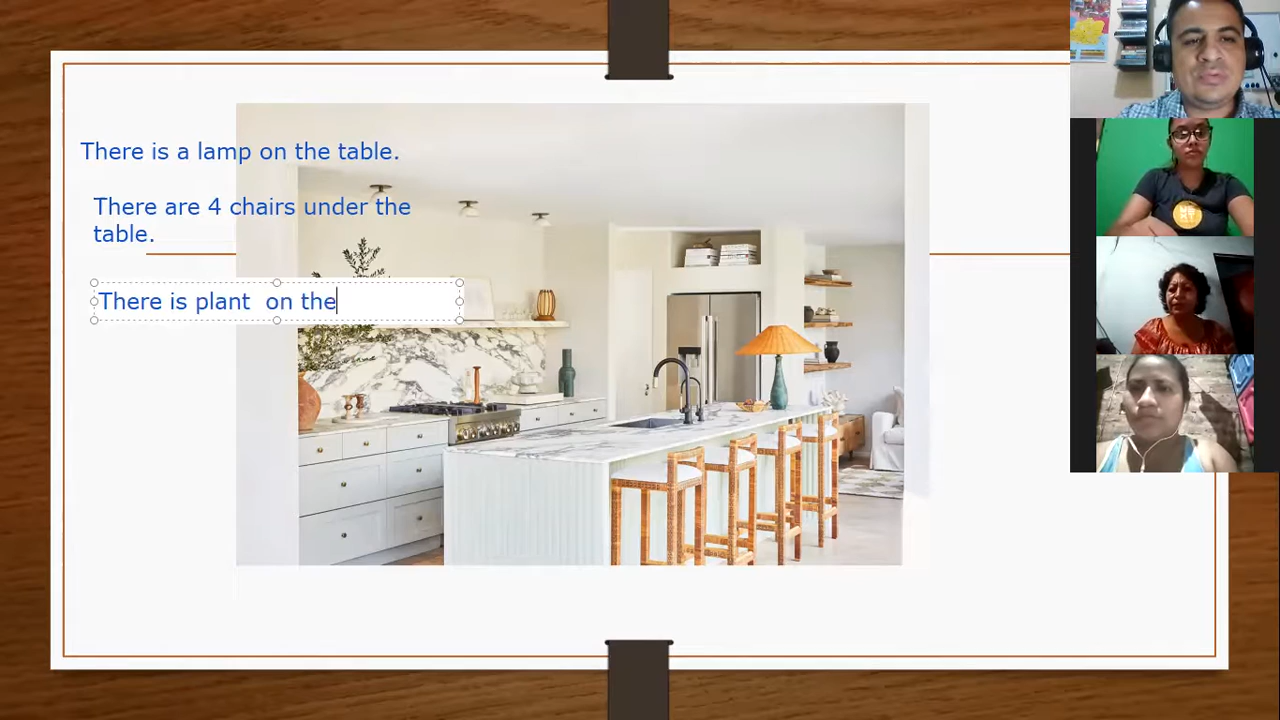 There is a lamp on the table.
There are 4 chairs under the
table.
There is plant  on the